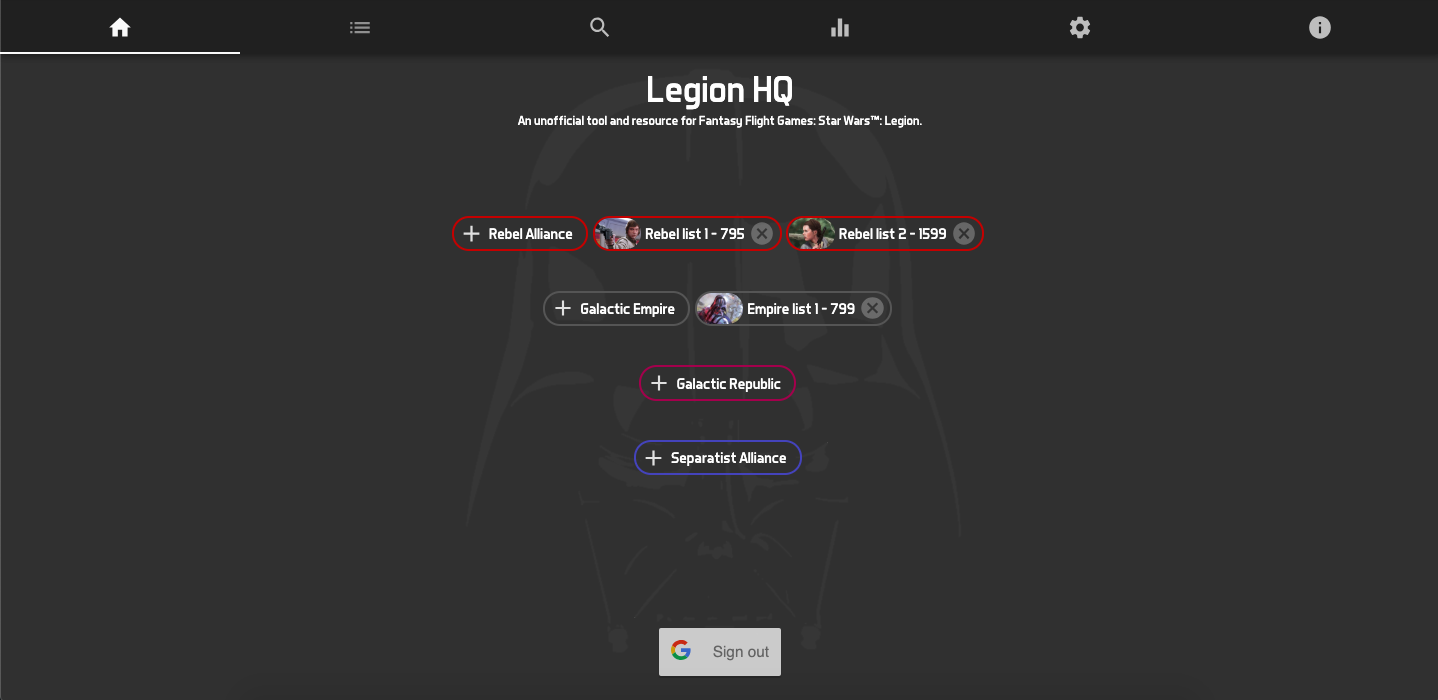 Legion HQ
An unofficial tool and resource for Fantasy Flight Games: Star Wars™: Legion.
Rebel Alliance Rebel list 1 - 795 Rebel list 2 - 1599
Galactic Empire Empire list 1 - 799
Galactic Republic
Separatist Alliance
Sign out